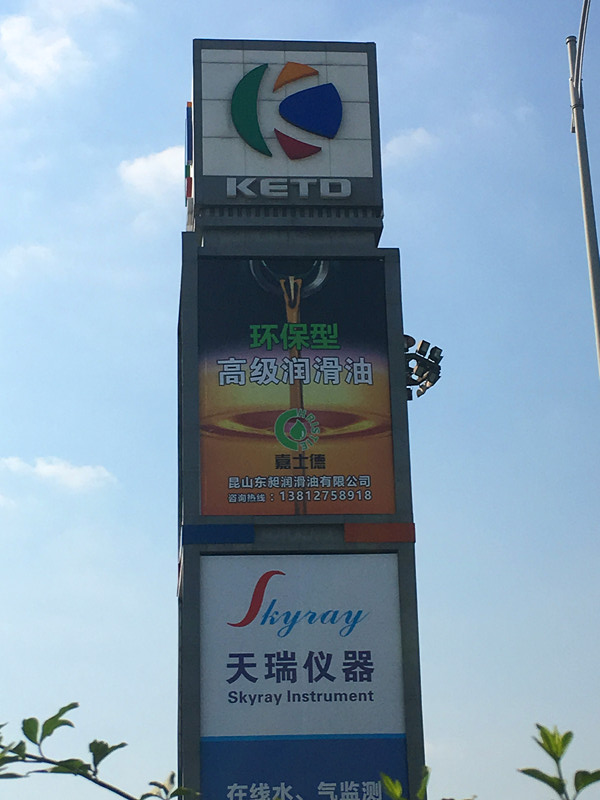 KETD
环保型
高级润滑油
嘉士德
昆山东昶润滑油有限公司
咨询热线：13812758918
Skyray
天瑞仪器
Skyray Instrument
在线水、气监测